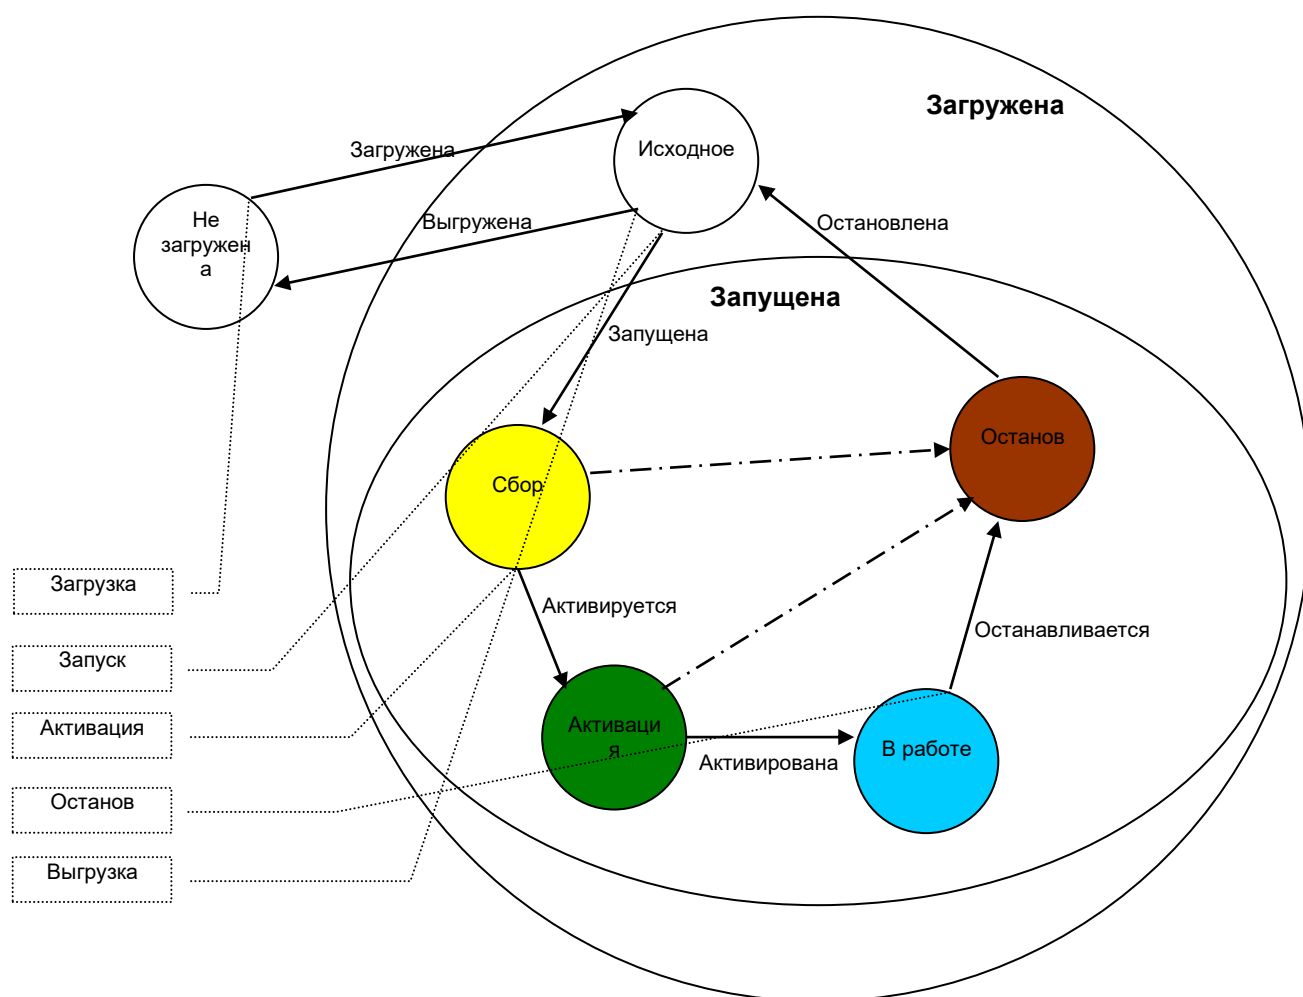 Загружена
Исходное
Загружена
Не
загружен
а
Выгружена
Остановлена
Запущена
Запущена
Останов
Сбор
Загрузка
Активируется
Останавливается
Запуск
Активация
Активаци
я
В работе
Активирована
Останов
Выгрузка